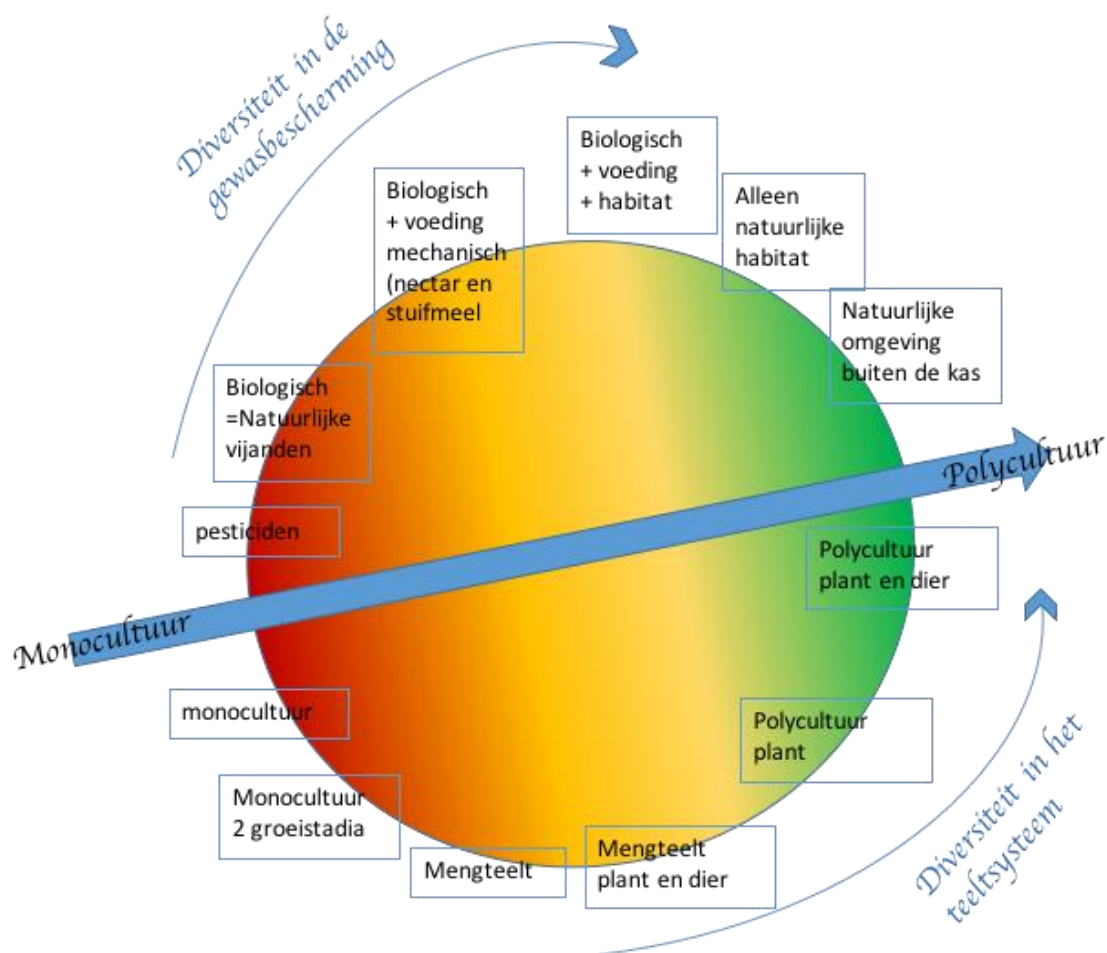 Diversiteit in de
gewasbescherming
Biologisch
+ voeding
+ habitat
Biologisch
+ voeding
mechanisch
(nectar en
stuifmeel
Alleen
natuurlijke
habitat
Natuurlijke
omgeving
buiten de kas
Biologisch
=Natuurlijke
vijanden
pesticiden
Polycultuur
Monocultuur
Polycultuur
plant en dier
monocultuur
Polycultuur
plant
Monocultuur
2 groeistadia
Mengteelt
Mengteelt
plant en dier
Diversiteit in het
teeltsysteem